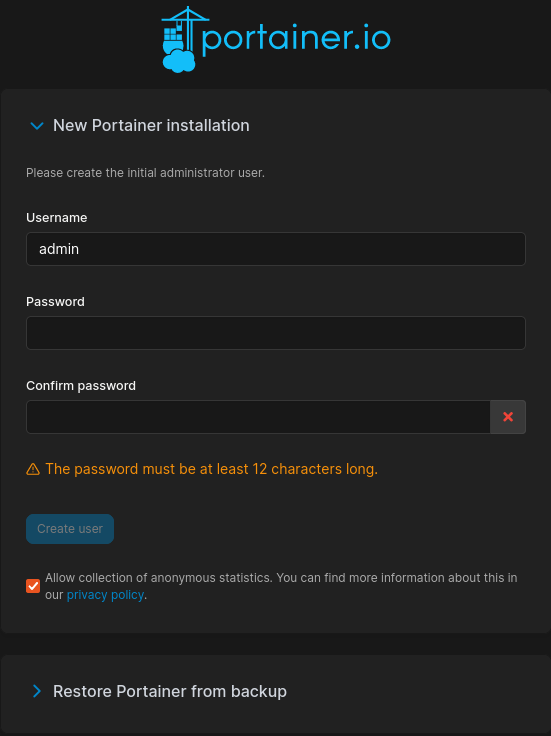 portainer.io
New Portainer installation
Please create the initial administrator user.
Username
admin
Password
Confirm password
The password must be at least 12 characters long.
Create user
Allow collection of anonymous statistics. You can find more information about this in
our privacy policy.
Restore Portainer from backup